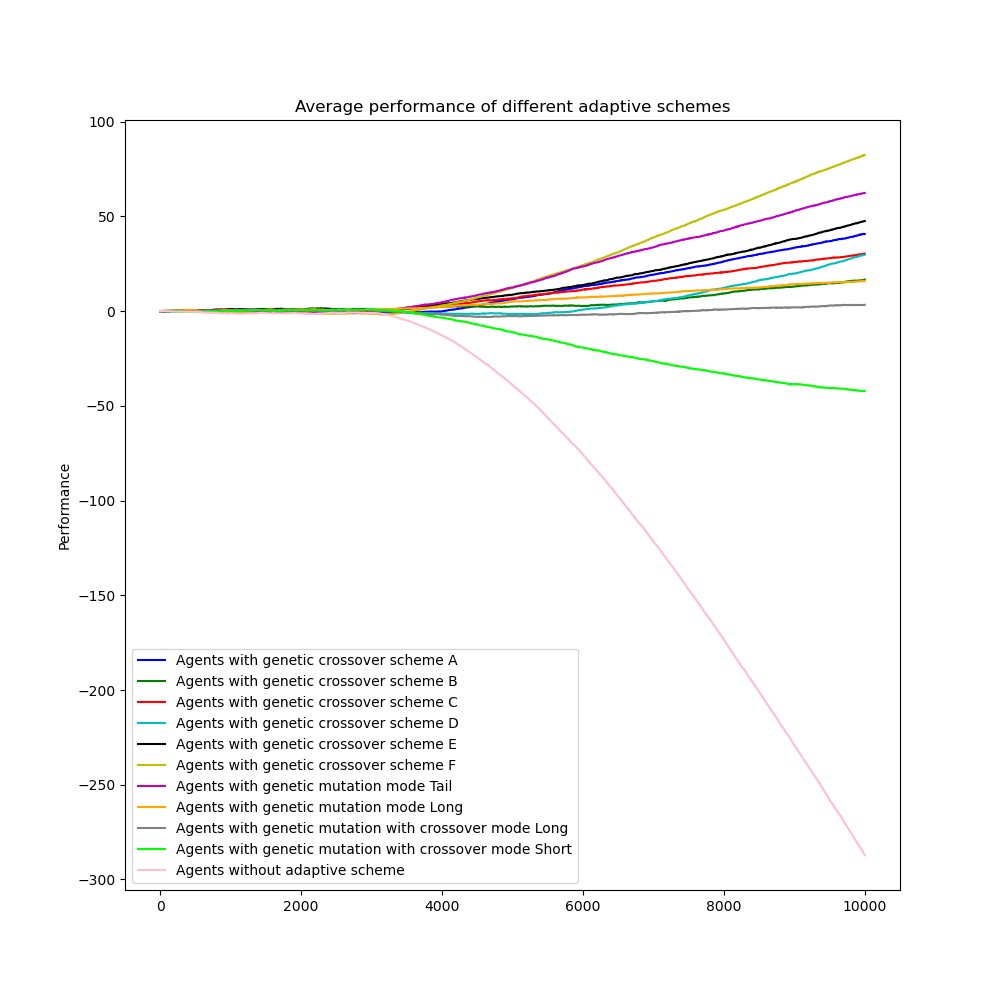 Average performance of different adaptive schemes
100
50
0
−50
−100
−150
−200
−250
−300
Performance
Agents with genetic crossover scheme A
Agents with genetic crossover scheme B
Agents with genetic crossover scheme C
Agents with genetic crossover scheme D
Agents with genetic crossover scheme E
Agents with genetic crossover scheme F
Agents with genetic mutation mode Tail
Agents with genetic mutation mode Long
Agents with genetic mutation with crossover mode Long
Agents with genetic mutation with crossover mode Short
Agents without adaptive scheme
0 2000 4000 6000 8000 10000